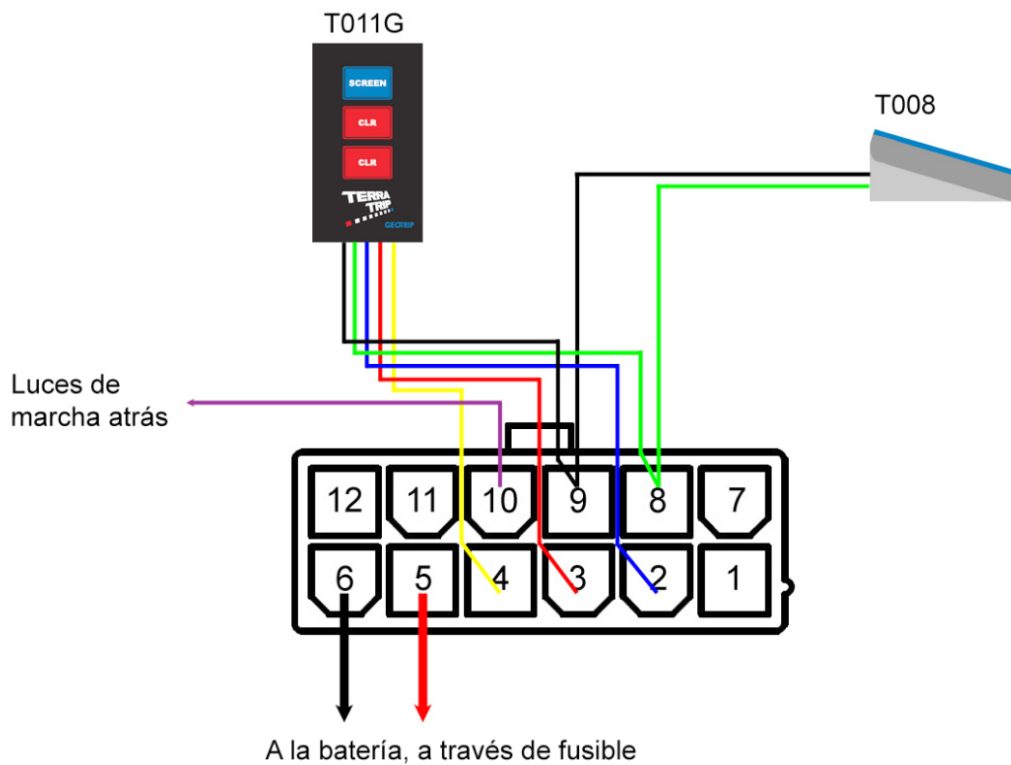 T011G
SCREEN
CLR
CLR
TERRA
TRIP
GEOTRIP
T008
Luces de
marcha atrás
12 11 10 9 8 7
6 5 4 3 2 1
A la batería, a través de fusible